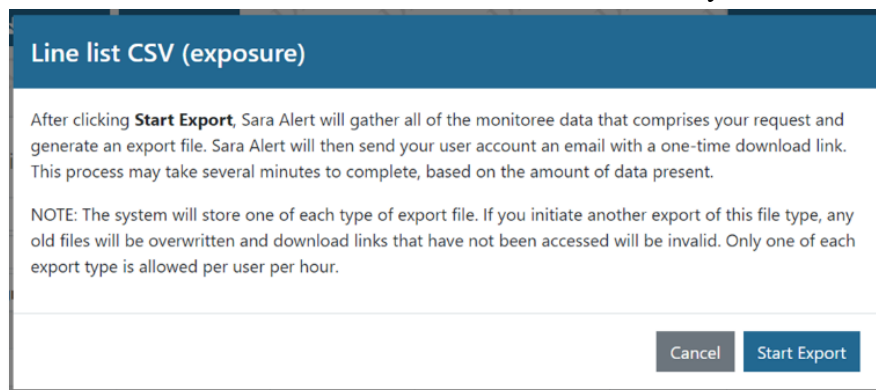 Line list CSV (exposure)
After clicking Start Export, Sara Alert will gather all of the monitoree data that comprises your request and
generate an export file. Sara Alert will then send your user account an email with a one-time download link.
This process may take several minutes to complete, based on the amount of data present.
NOTE: The system will store one of each type of export file. If you initiate another export of this file type, any
old files will be overwritten and download links that have not been accessed will be invalid. Only one of each
export type is allowed per user per hour.
Cancel Start Export